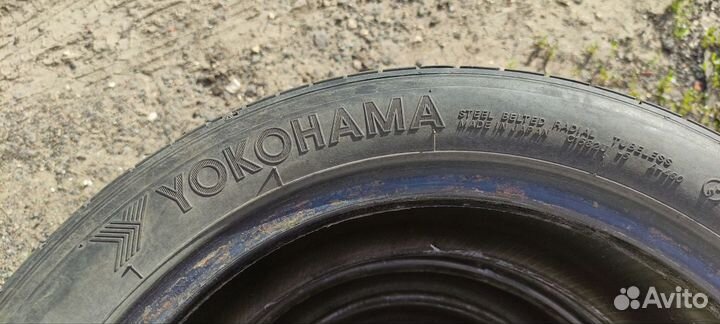 YOKOHAMA
STEEL BELTED RADIAL TUBELESS
MADE IN JAPAN
Avito